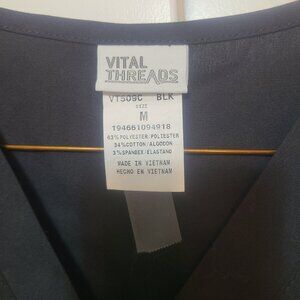 VITAL
THREADS
VT509C BLK
SIZE
M
194661094918
63%POLYESTER/POLIESTER
34%COTTON/ALGODON
3%SPANDEX/ELASTANO
MADE IN VIETNAM
HECHO EN VIETNAM